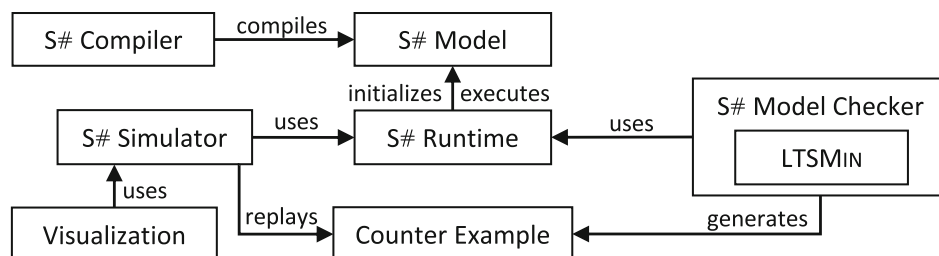 S# Compiler
compiles
S# Model
initializes
executes
S# Model Checker
S# Simulator
uses
S# Runtime
uses
LTSMIN
uses
replays
generates
Visualization
Counter Example